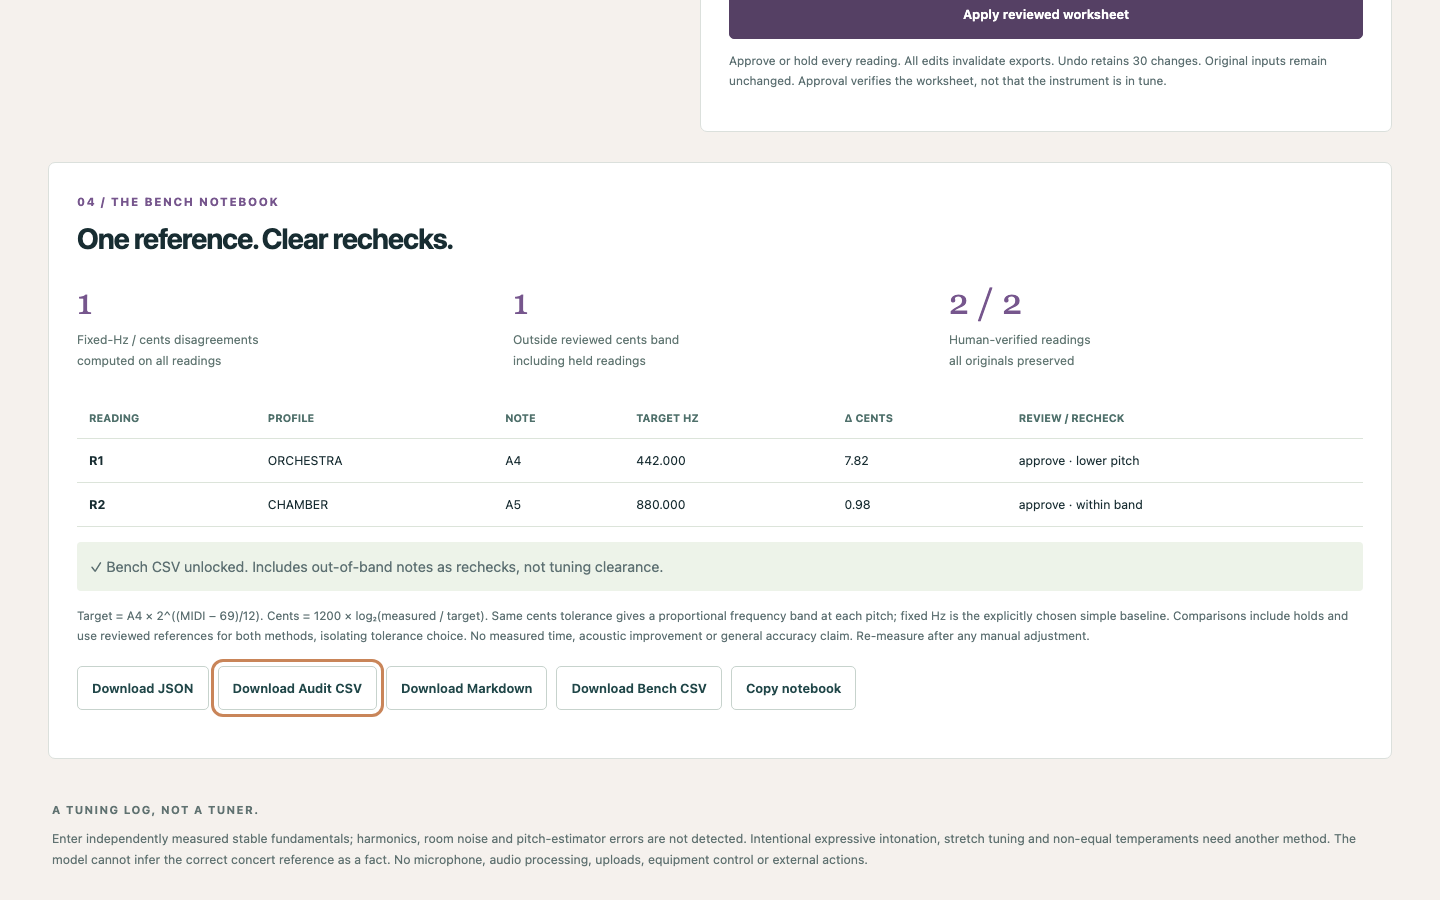 Apply reviewed worksheet
Approve or hold every reading. All edits invalidate exports. Undo retains 30 changes. Original inputs remain
unchanged. Approval verifies the worksheet, not that the instrument is in tune.
04 / THE BENCH NOTEBOOK
One reference. Clear rechecks.
1
Fixed-Hz / cents disagreements
computed on all readings
1
Outside reviewed cents band
including held readings
2 / 2
Human-verified readings
all originals preserved
READING PROFILE NOTE TARGET HZ Δ CENTS REVIEW / RECHECK
R1 ORCHESTRA A4 442.000 7.82 approve · lower pitch
R2 CHAMBER A5 880.000 0.98 approve · within band
✓ Bench CSV unlocked. Includes out-of-band notes as rechecks, not tuning clearance.
Target = A4 × 2^((MIDI − 69)/12). Cents = 1200 × log₂(measured / target). Same cents tolerance gives a proportional frequency band at each pitch; fixed Hz is the explicitly chosen simple baseline. Comparisons include holds and
use reviewed references for both methods, isolating tolerance choice. No measured time, acoustic improvement or general accuracy claim. Re-measure after any manual adjustment.
Download JSON Download Audit CSV Download Markdown Download Bench CSV Copy notebook
A TUNING LOG, NOT A TUNER.
Enter independently measured stable fundamentals; harmonics, room noise and pitch-estimator errors are not detected. Intentional expressive intonation, stretch tuning and non-equal temperaments need another method. The
model cannot infer the correct concert reference as a fact. No microphone, audio processing, uploads, equipment control or external actions.